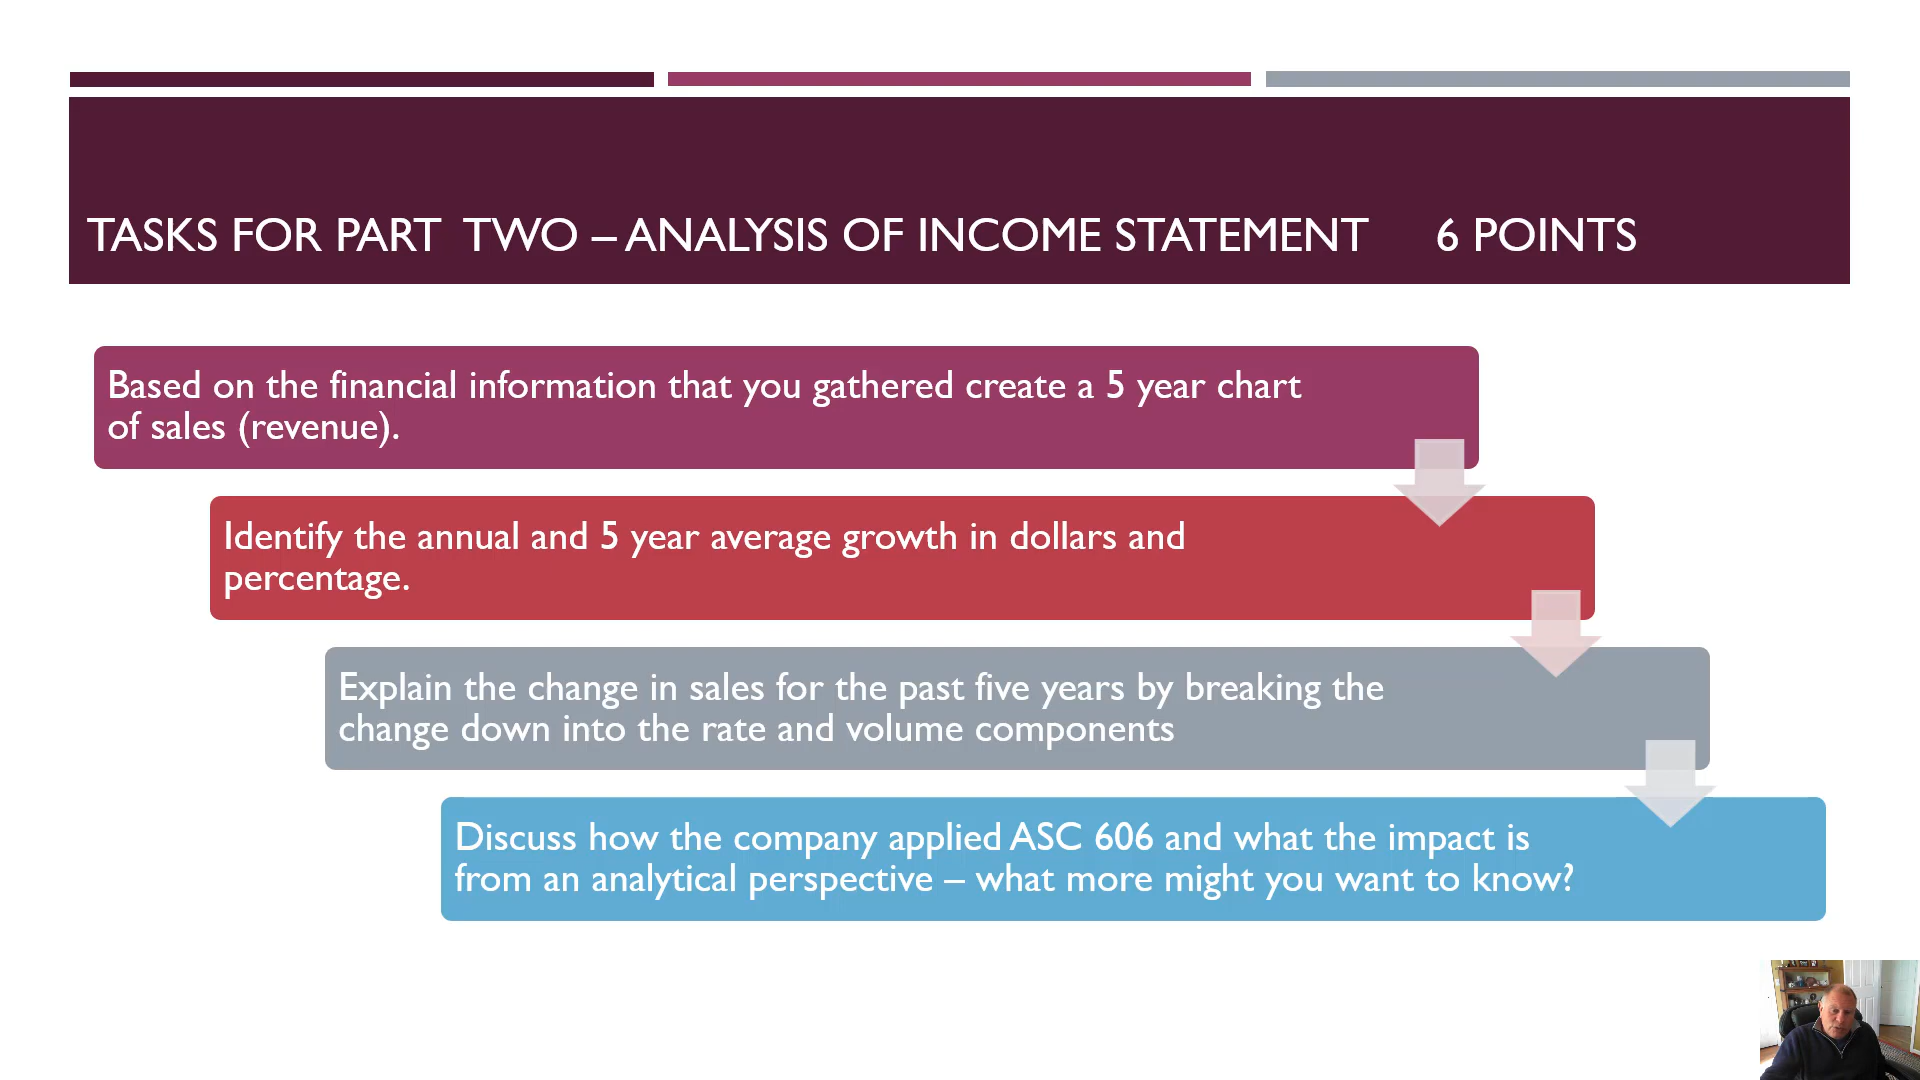 TASKS FOR PART TWO – ANALYSIS OF INCOME STATEMENT 6 POINTS
Based on the financial information that you gathered create a 5 year chart
of sales (revenue).
Identify the annual and 5 year average growth in dollars and
percentage.
Explain the change in sales for the past five years by breaking the
change down into the rate and volume components
Discuss how the company applied ASC 606 and what the impact is
from an analytical perspective – what more might you want to know?